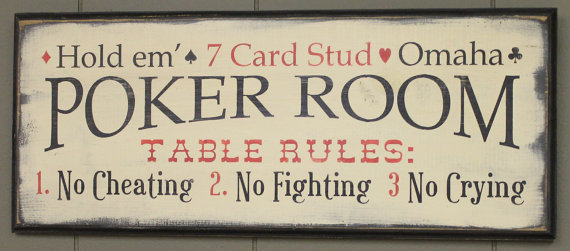 ♦ Hold em' ♠ 7 Card Stud ♥ Omaha ♣
POKER ROOM
TABLE RULES:
1. No Cheating 2. No Fighting 3 No Crying